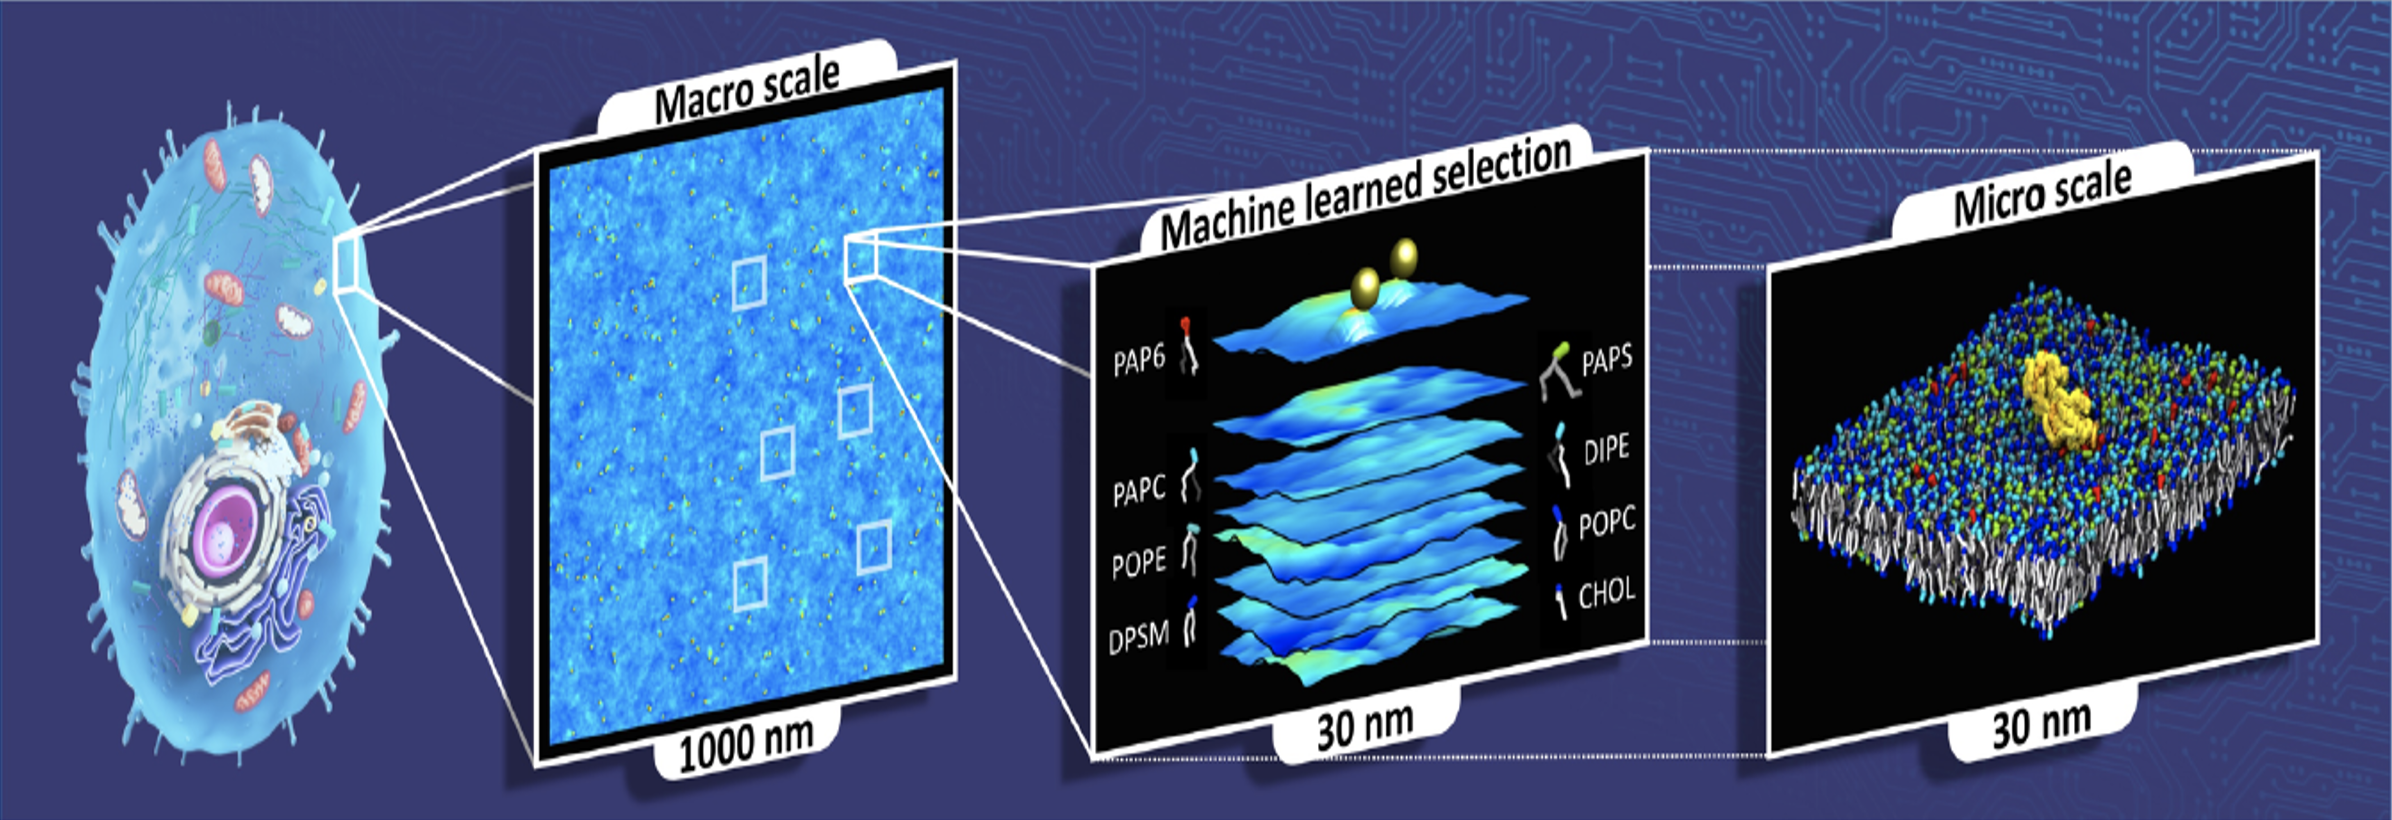 Macro scale
1000 nm
Machine learned selection
PAP6
PAPC
POPE
DPSM
PAPS
DIPE
POPC
CHOL
30 nm
Micro scale
30 nm